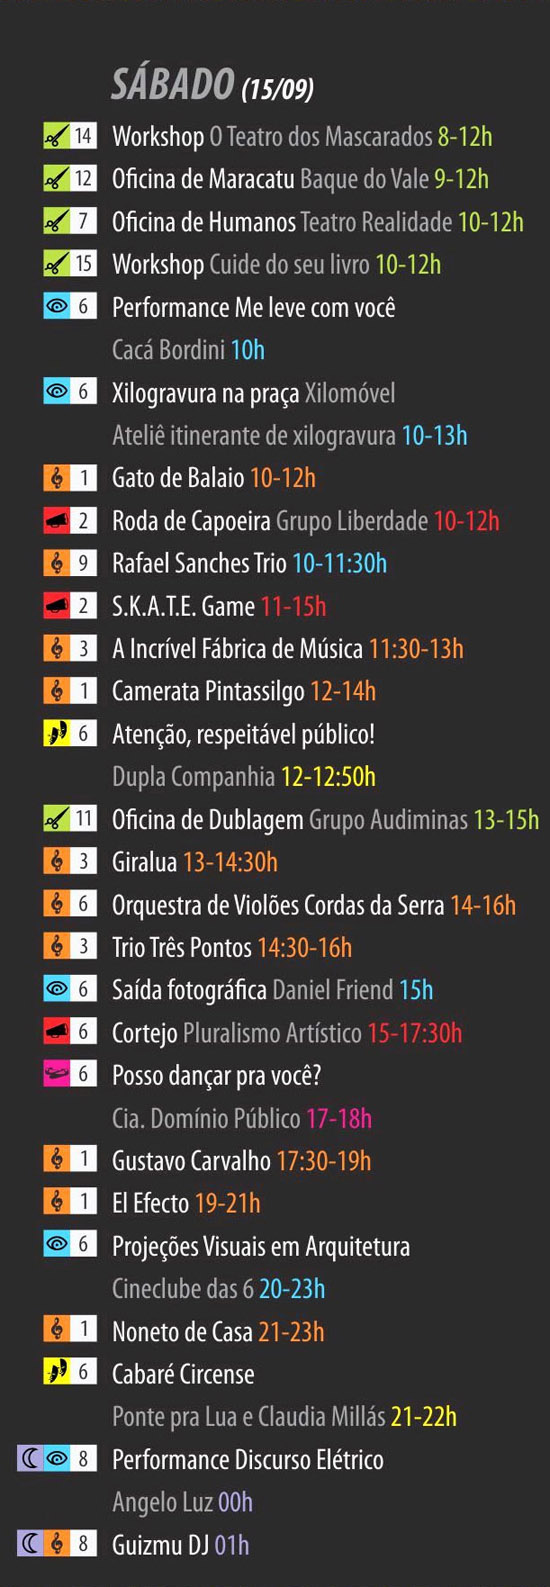 SÁBADO (15/09)
14 Workshop O Teatro dos Mascarados 8-12h
12 Oficina de Maracatu Baque do Vale 9-12h
7 Oficina de Humanos Teatro Realidade 10-12h
15 Workshop Cuide do seu livro 10-12h
6 Performance Me leve com você
Cacá Bordini 10h
6 Xilogravura na praça Xilomóvel
Ateliê itinerante de xilogravura 10-13h
1 Gato de Balaio 10-12h
2 Roda de Capoeira Grupo Liberdade 10-12h
9 Rafael Sanches Trio 10-11:30h
2 S.K.A.T.E. Game 11-15h
3 A Incrível Fábrica de Música 11:30-13h
1 Camerata Pintassilgo 12-14h
6 Atenção, respeitável público!
Dupla Companhia 12-12:50h
11 Oficina de Dublagem Grupo Audiminas 13-15h
3 Giralua 13-14:30h
6 Orquestra de Violões Cordas da Serra 14-16h
3 Trio Três Pontos 14:30-16h
6 Saída fotográfica Daniel Friend 15h
6 Cortejo Pluralismo Artístico 15-17:30h
6 Posso dançar pra você?
Cia. Domínio Público 17-18h
1 Gustavo Carvalho 17:30-19h
1 El Efecto 19-21h
6 Projeções Visuais em Arquitetura
Cineclube das 6 20-23h
1 Noneto de Casa 21-23h
6 Cabaré Circense
Ponte pra Lua e Claudia Millás 21-22h
8 Performance Discurso Elétrico
Angelo Luz 00h
8 Guizmu DJ 01h